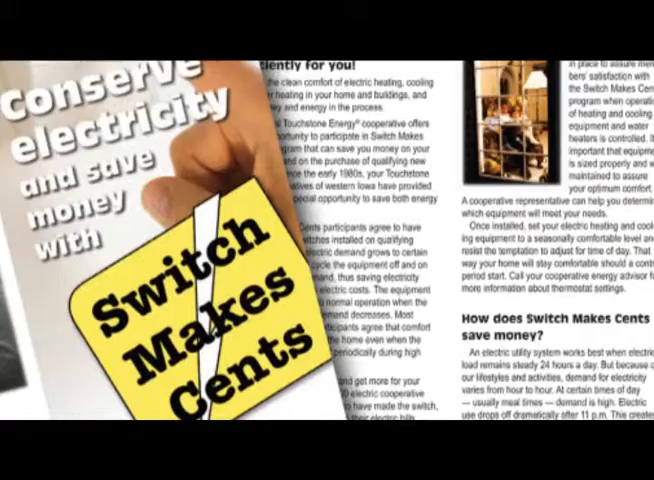 Conserve
electricity
and save
money
with
Switch
Makes
Cents
iently for you!
the clean comfort of electric heating, cooling
r heating in your home and buildings, and
ey and energy in the process.
Touchstone Energy® cooperative offers
ortunity to participate in Switch Makes
gram that can save you money on your
and on the purchase of qualifying new
nce the early 1980s, your Touchstone
atives of western Iowa have provided
pecial opportunity to save both energy
Cents participants agree to have
itches installed on qualifying
ectric demand grows to certain
cycle the equipment off and on
mand, thus saving electricity
electric costs. The equipment
normal operation when the
emand decreases. Most
ticipants agree that comfort
the home even when the
periodically during high
and get more for your
0 electric cooperative
have made the switch,
their electric bills
in place to assure mem
bers' satisfaction with
the Switch Makes Cen
program when operatio
of heating and cooling
equipment and water
heaters is controlled. It
important that equipme
is sized properly and w
maintained to assure
your optimum comfort.
A cooperative representative can help you determin
which equipment will meet your needs.
Once installed, set your electric heating and cool
ing equipment to a seasonally comfortable level and
resist the temptation to adjust for time of day. That
way your home will stay comfortable should a contr
period start. Call your cooperative energy advisor fo
more information about thermostat settings.
How does Switch Makes Cents
save money?
An electric utility system works best when electric
load remains steady 24 hours a day. But because o
our lifestyles and activities, demand for electricity
varies from hour to hour. At certain times of day
— usually meal times — demand is high. Electric
use drops off dramatically after 11 p.m. This greate